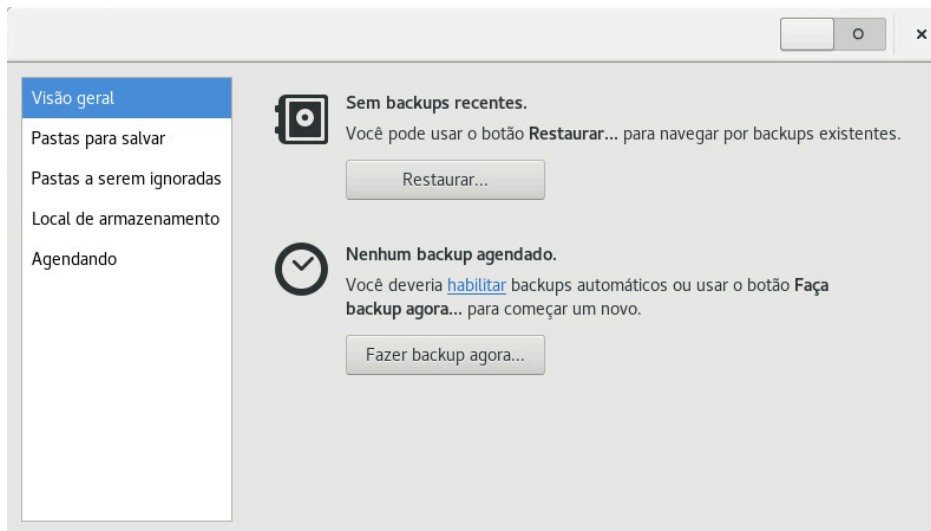 Visão geral
Pastas para salvar
Pastas a serem ignoradas
Local de armazenamento
Agendando
Sem backups recentes.
Você pode usar o botão Restaurar... para navegar por backups existentes.
Restaurar...
Nenhum backup agendado.
Você deveria habilitar backups automáticos ou usar o botão Faça
backup agora... para começar um novo.
Fazer backup agora...